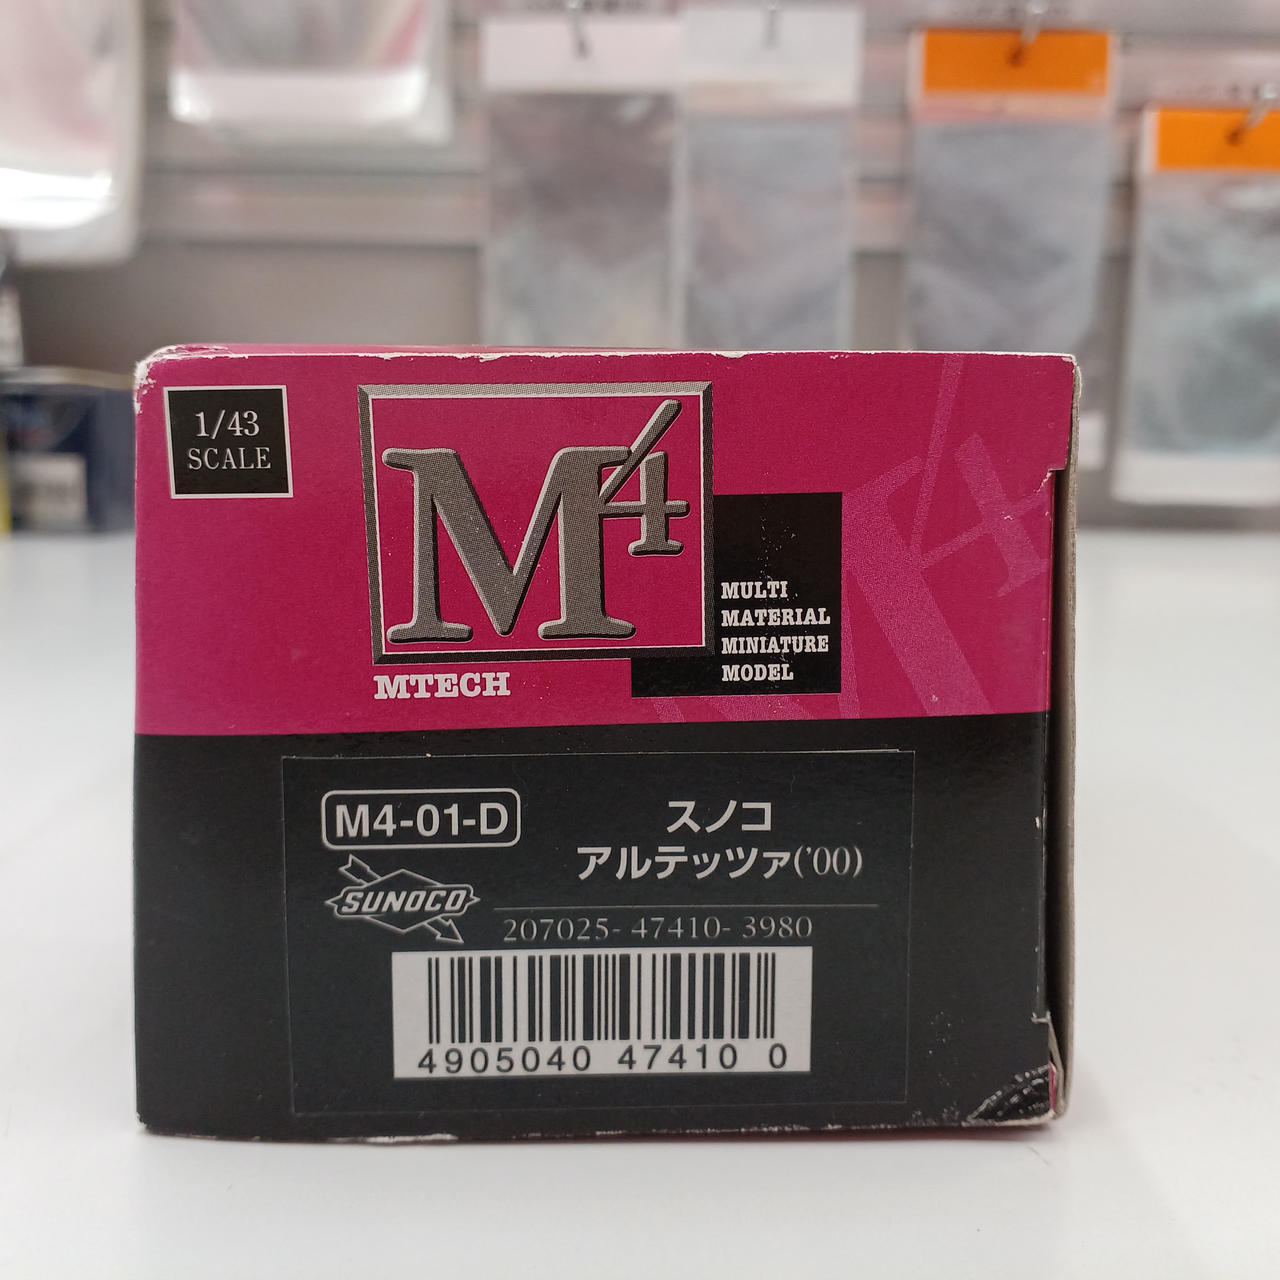 1/43
SCALE
M4
MULTI
MATERIAL
MINIATURE
MODEL
MTECH
M4-01-D
スノコ
アルテッツァ('00)
SUNOCO
207025- 47410- 3980
4905040 47410 0